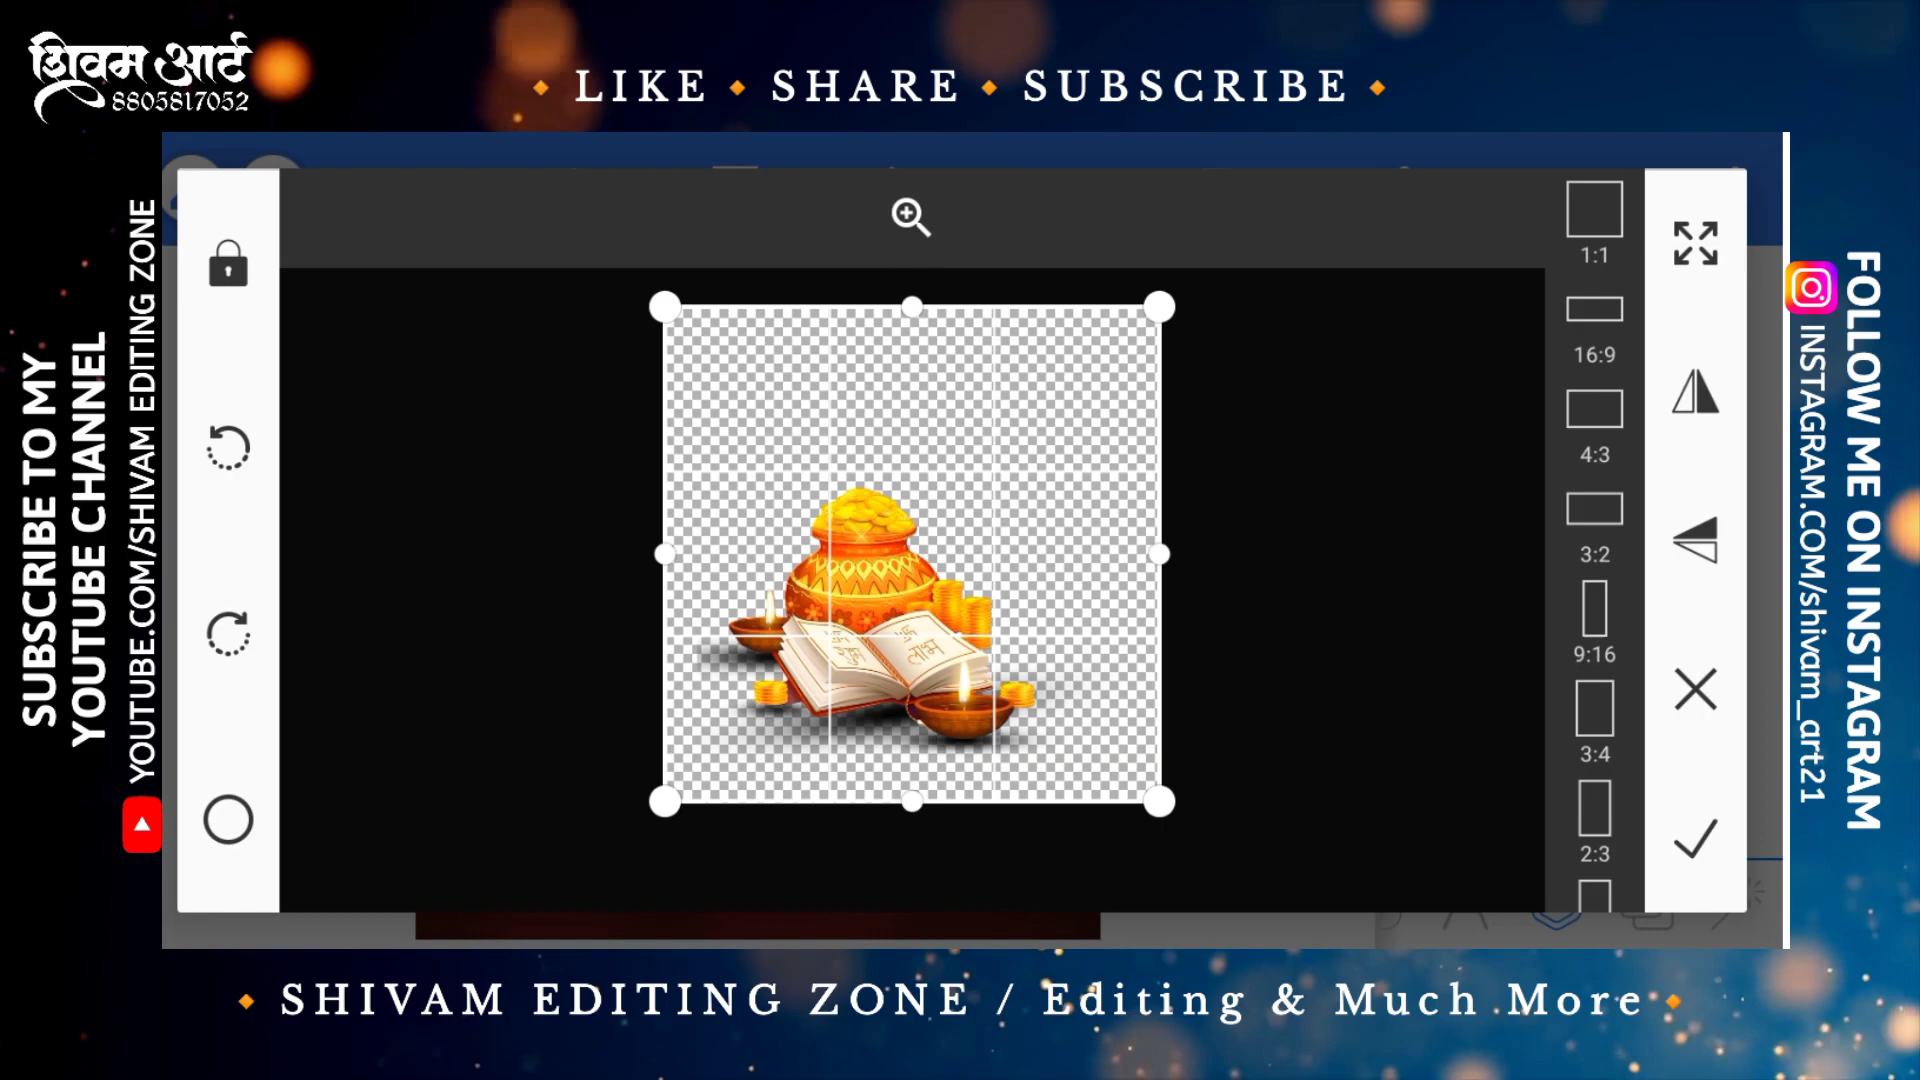 शिवम आर्ट
8805817052
LIKE SHARE SUBSCRIBE
SUBSCRIBE TO MY
YOUTUBE CHANNEL
YOUTUBE.COM/SHIVAM EDITING ZONE
1:1
16:9
4:3
3:2
9:16
3:4
2:3
लाभ
FOLLOW ME ON INSTAGRAM
INSTAGRAM.COM/shivam_art21
SHIVAM EDITING ZONE / Editing & Much More